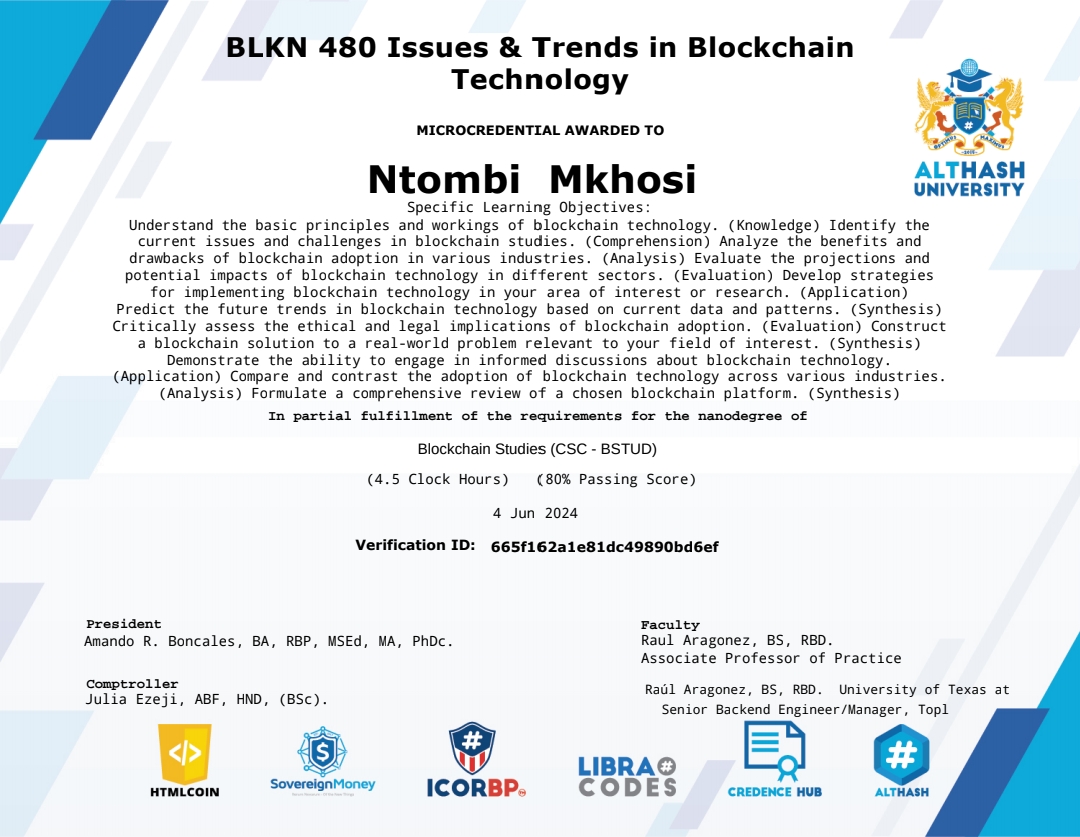 BLKN 480 Issues & Trends in Blockchain
Technology
MICROCREDENTIAL AWARDED TO
OPTIMUS
MAXIMUS
#
ALTHASH
UNIVERSITY
Ntombi Mkhosi
Specific Learning Objectives:
Understand the basic principles and workings of blockchain technology. (Knowledge) Identify the
current issues and challenges in blockchain studies. (Comprehension) Analyze the benefits and
drawbacks of blockchain adoption in various industries. (Analysis) Evaluate the projections and
potential impacts of blockchain technology in different sectors. (Evaluation) Develop strategies
for implementing blockchain technology in your area of interest or research. (Application)
Predict the future trends in blockchain technology based on current data and patterns. (Synthesis)
Critically assess the ethical and legal implications of blockchain adoption. (Evaluation) Construct
a blockchain solution to a real-world problem relevant to your field of interest. (Synthesis)
Demonstrate the ability to engage in informed discussions about blockchain technology.
(Application) Compare and contrast the adoption of blockchain technology across various industries.
(Analysis) Formulate a comprehensive review of a chosen blockchain platform. (Synthesis)
In partial fulfillment of the requirements for the nanodegree of
Blockchain Studies (CSC - BSTUD)
(4.5 Clock Hours) (80% Passing Score)
4 Jun 2024
Verification ID: 665f162a1e81dc49890bd6ef
President
Amando R. Boncales, BA, RBP, MSEd, MA, PhDc.
Comptroller
Julia Ezeji, ABF, HND, (BSc).
Faculty
Raul Aragonez, BS, RBD.
Associate Professor of Practice
Raúl Aragonez, BS, RBD. University of Texas at
Senior Backend Engineer/Manager, Topl
</> HTMLCOIN
S SovereignMoney
# ICORBP
LIBRA#
CODES
CREDENCE HUB
# ALTHASH